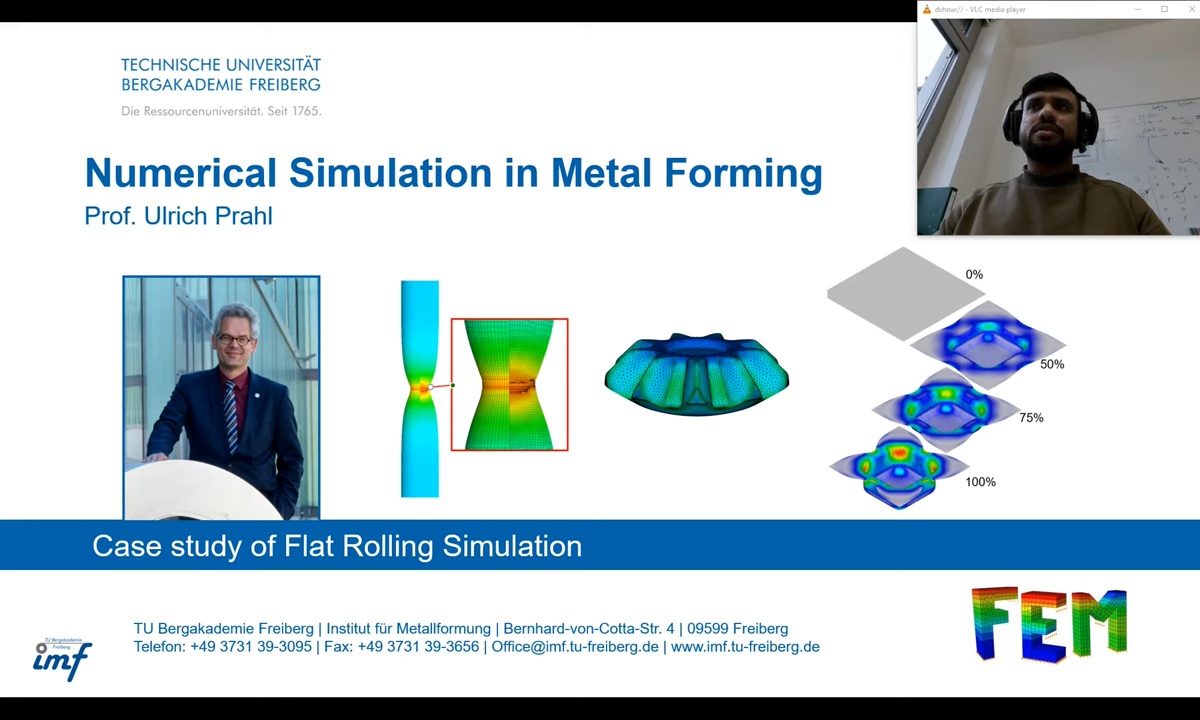 dshow:// - VLC media player
TECHNISCHE UNIVERSITÄT
BERGAKADEMIE FREIBERG
Die Ressourcenuniversität. Seit 1765.
Numerical Simulation in Metal Forming
Prof. Ulrich Prahl
0%
50%
75%
100%
Case study of Flat Rolling Simulation
FEM
TU Bergakademie Freiberg | Institut für Metallformung | Bernhard-von-Cotta-Str. 4 | 09599 Freiberg
Telefon: +49 3731 39-3095 | Fax: +49 3731 39-3656 | Office@imf.tu-freiberg.de | www.imf.tu-freiberg.de
TU Bergakademie
Freiberg
imf